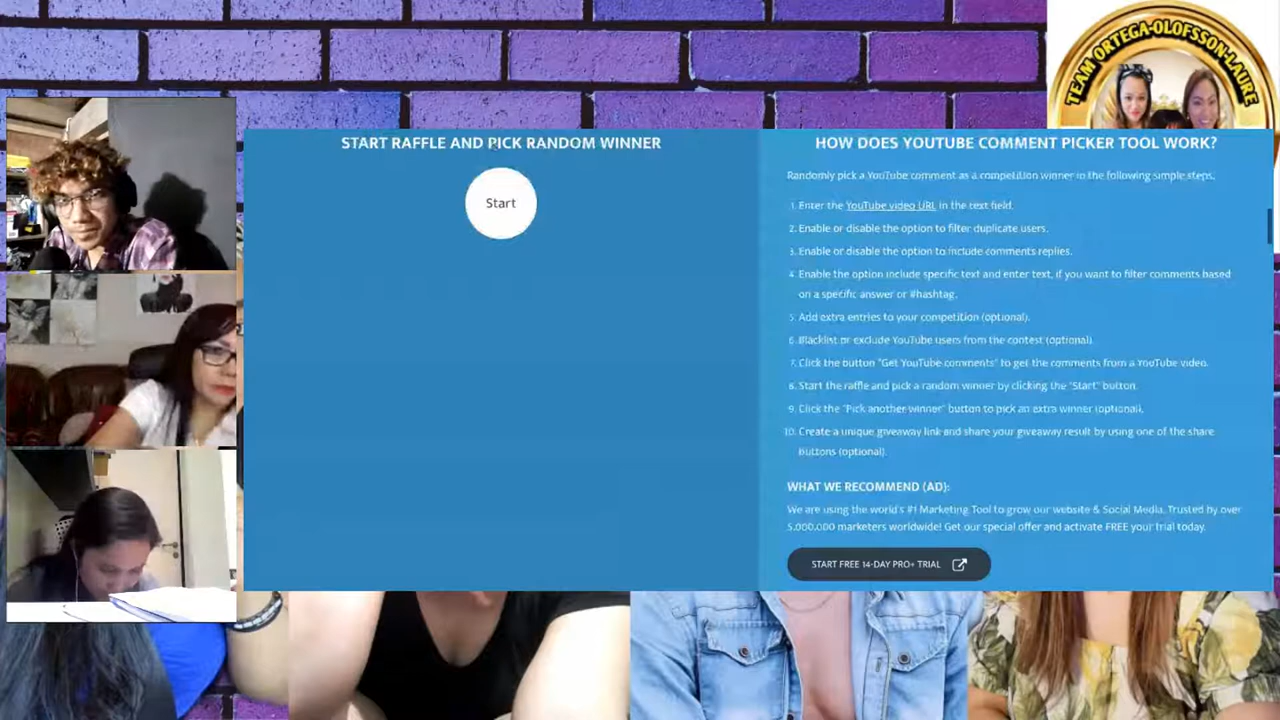 TEAM ORTEGA-OLOFSSON-LAURE
START RAFFLE AND PICK RANDOM WINNER
Start
HOW DOES YOUTUBE COMMENT PICKER TOOL WORK?
Randomly pick a YouTube comment as a competition winner in the following simple steps.
1. Enter the YouTube video URL in the text field.
2. Enable or disable the option to filter duplicate users.
3. Enable or disable the option to include comments replies.
4. Enable the option include specific text and enter text, if you want to filter comments based
on a specific answer or #hashtag.
5. Add extra entries to your competition (optional).
6. Blacklist or exclude YouTube users from the contest (optional).
7. Click the button "Get YouTube comments" to get the comments from a YouTube video.
8. Start the raffle and pick a random winner by clicking the "Start" button.
9. Click the "Pick another winner" button to pick an extra winner (optional).
10. Create a unique giveaway link and share your giveaway result by using one of the share
buttons (optional).
WHAT WE RECOMMEND (AD):
We are using the world's #1 Marketing Tool to grow our website & Social Media. Trusted by over
5.000.000 marketers worldwide! Get our special offer and activate FREE your trial today.
START FREE 14-DAY PRO+ TRIAL